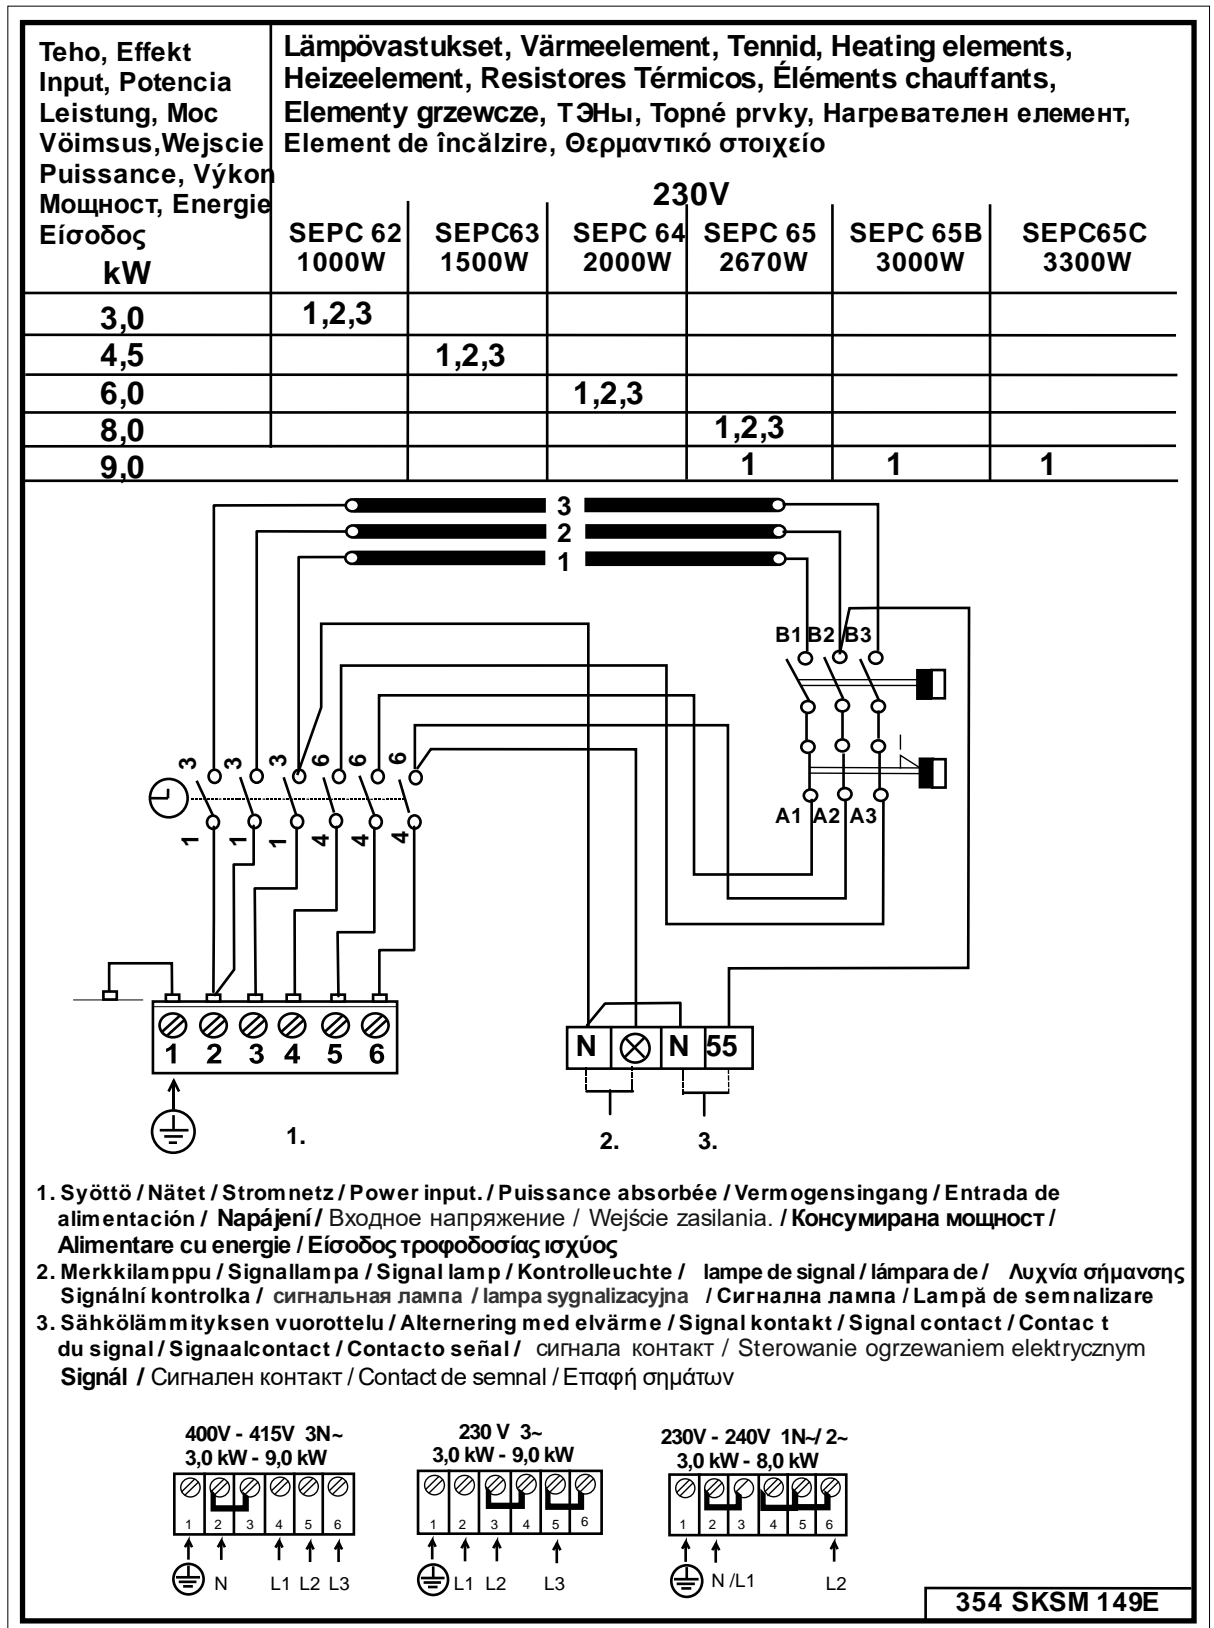 Teho, Effekt
Input, Potencia
Leistung, Moc
Vöimsus,Wejscie
Puissance, Výkon
Мощност, Energie
Είσοδος
kW
Lämpövastukset, Värmeelement, Tennid, Heating elements,
Heizeelement, Resistores Térmicos, Éléments chauffants,
Elementy grzewcze, ТЭНы, Topné prvky, Нагревателен елемент,
Element de încălzire, Θερμαντικό στοιχείο
230V
SEPC 62 SEPC63 SEPC 64 SEPC 65 SEPC 65B SEPC65C
1000W 1500W 2000W 2670W 3000W 3300W
3,0 1,2,3
4,5 1,2,3
6,0 1,2,3
8,0 1,2,3
9,0 1 1 1
3
2
1
B1 B2 B3
3 3 3 6 6 6
A1 A2 A3
1 1 1 4 4 4
1 2 3 4 5 6
N N 55
1. 2. 3.
1. Syöttö / Nätet / Stromnetz / Power input. / Puissance absorbée / Vermogensingang / Entrada de
alimentación / Napájení / Входное напряжение / Wejście zasilania. / Консумирана мощност /
Alimentare cu energie / Είσοδος τροφοδοσίας ισχύος
2. Merkkilamppu / Signallampa / Signal lamp / Kontrolleuchte / lampe de signal / lámpara de / Λυχνία σήμανσης
Signální kontrolka / сигнальная лампа / lampa sygnalizacyjna / Сигнална лампа / Lampă de semnalizare
3. Sähkölämmityksen vuorottelu / Alternering med elvärme / Signal kontakt / Signal contact / Contac t
du signal / Signaalcontact / Contacto señal / сигнала контакт / Sterowanie ogrzewaniem elektrycznym
Signál / Сигнален контакт / Contact de semnal / Επαφή σημάτων
400V - 415V 3N~
3,0 kW - 9,0 kW
1 2 3 4 5 6
N L1 L2 L3
230 V 3~
3,0 kW - 9,0 kW
1 2 3 4 5 6
L1 L2 L3
230V - 240V 1N~/ 2~
3,0 kW - 8,0 kW
1 2 3 4 5 6
N /L1 L2
354 SKSM 149E